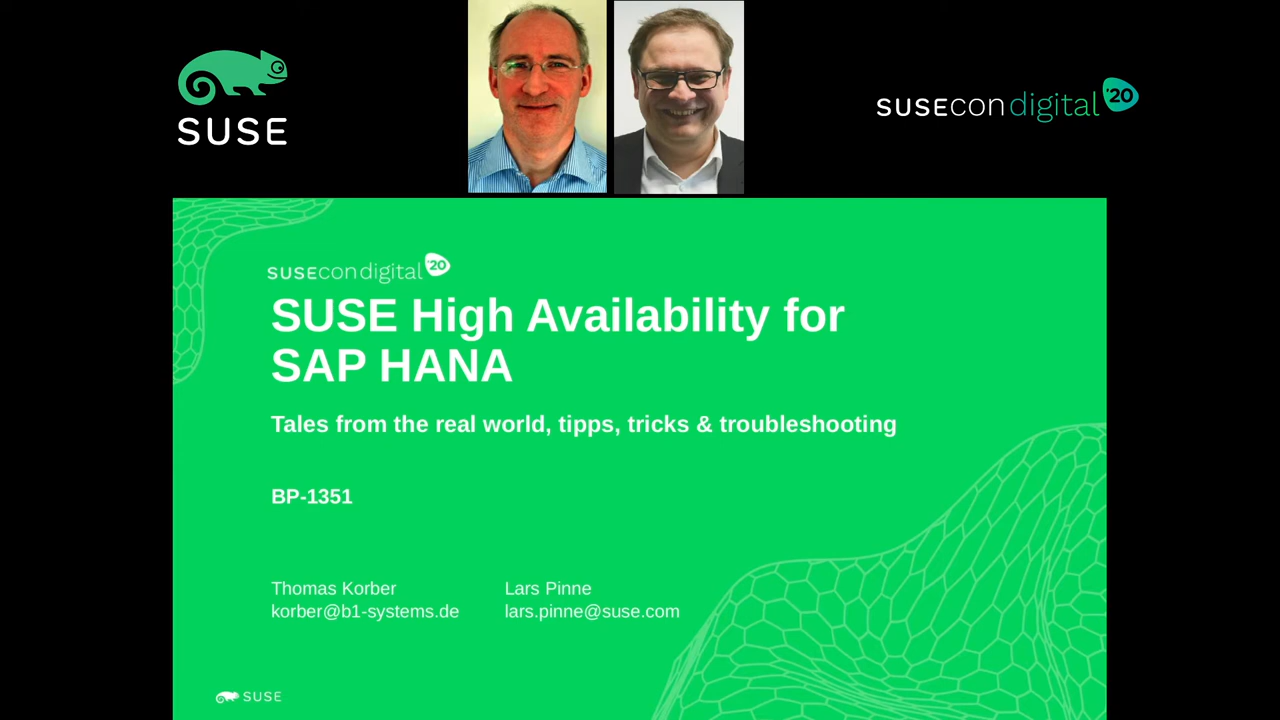 SUSE
SUSEcon digital '20
SUSEcon digital '20
SUSE High Availability for
SAP HANA
Tales from the real world, tipps, tricks & troubleshooting
BP-1351
Thomas Korber
korber@b1-systems.de
Lars Pinne
lars.pinne@suse.com
SUSE